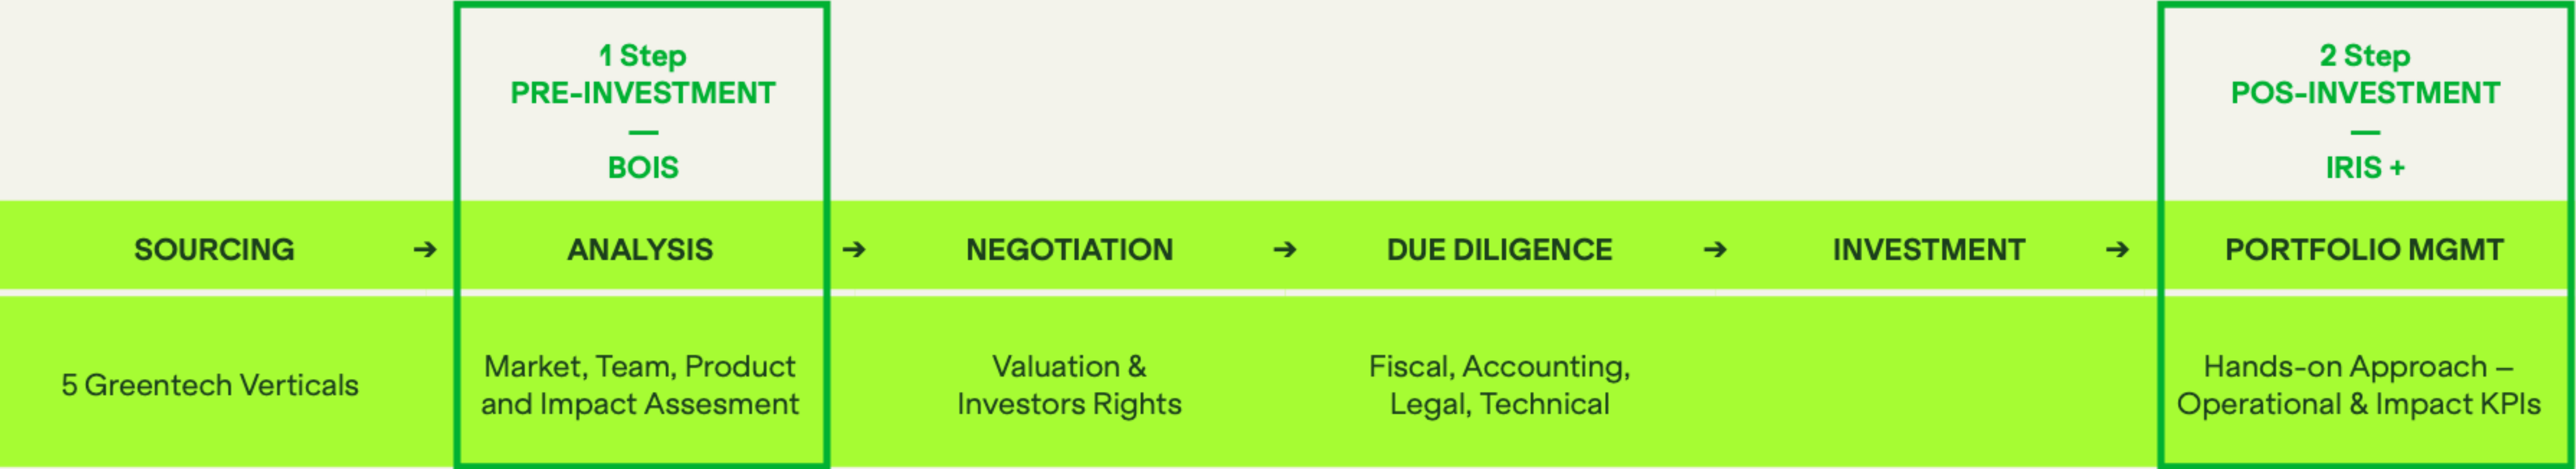 1 Step
PRE-INVESTMENT
—
BOIS
2 Step
POS-INVESTMENT
—
IRIS +
SOURCING → ANALYSIS → NEGOTIATION → DUE DILIGENCE → INVESTMENT → PORTFOLIO MGMT
5 Greentech Verticals
Market, Team, Product
and Impact Assesment
Valuation &
Investors Rights
Fiscal, Accounting,
Legal, Technical
Hands-on Approach –
Operational & Impact KPIs